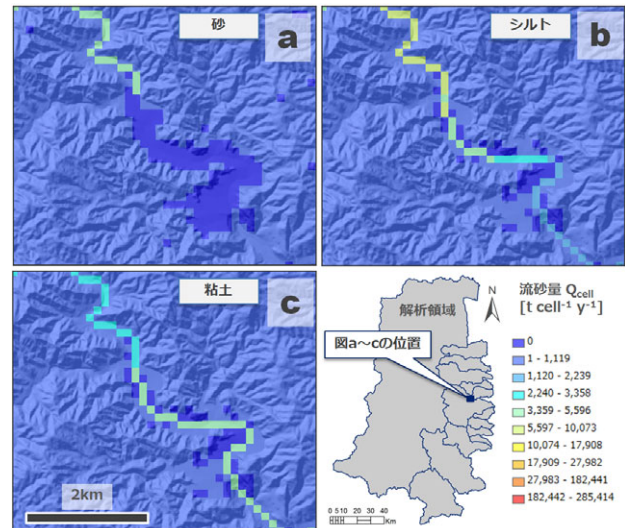 砂
a
シルト
b
粘土
c
2km
解析領域
図a~cの位置
N
0 5 10 20 30 40
Km
流砂量 Qcell
[t cell-1 y-1]
0
1 - 1,119
1,120 - 2,239
2,240 - 3,358
3,359 - 5,596
5,597 - 10,073
10,074 - 17,908
17,909 - 27,982
27,983 - 182,441
182,442 - 285,414